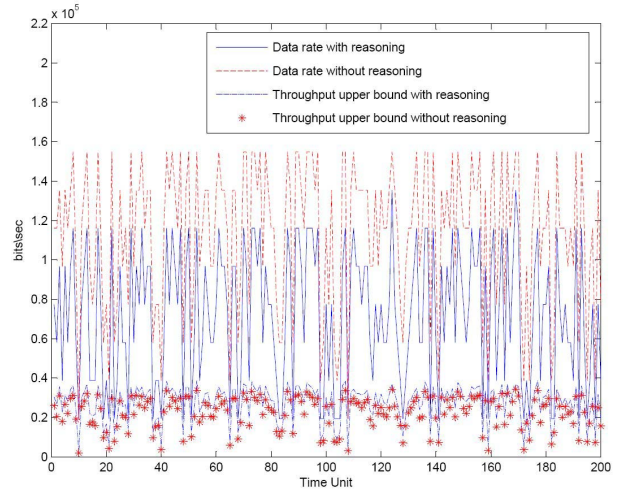 x 10⁵
2.2
2
1.8
1.6
1.4
1.2
1
0.8
0.6
0.4
0.2
0
bits\sec
Data rate with reasoning
Data rate without reasoning
Throughput upper bound with reasoning
Throughput upper bound without reasoning
0 20 40 60 80 100 120 140 160 180 200
Time Unit